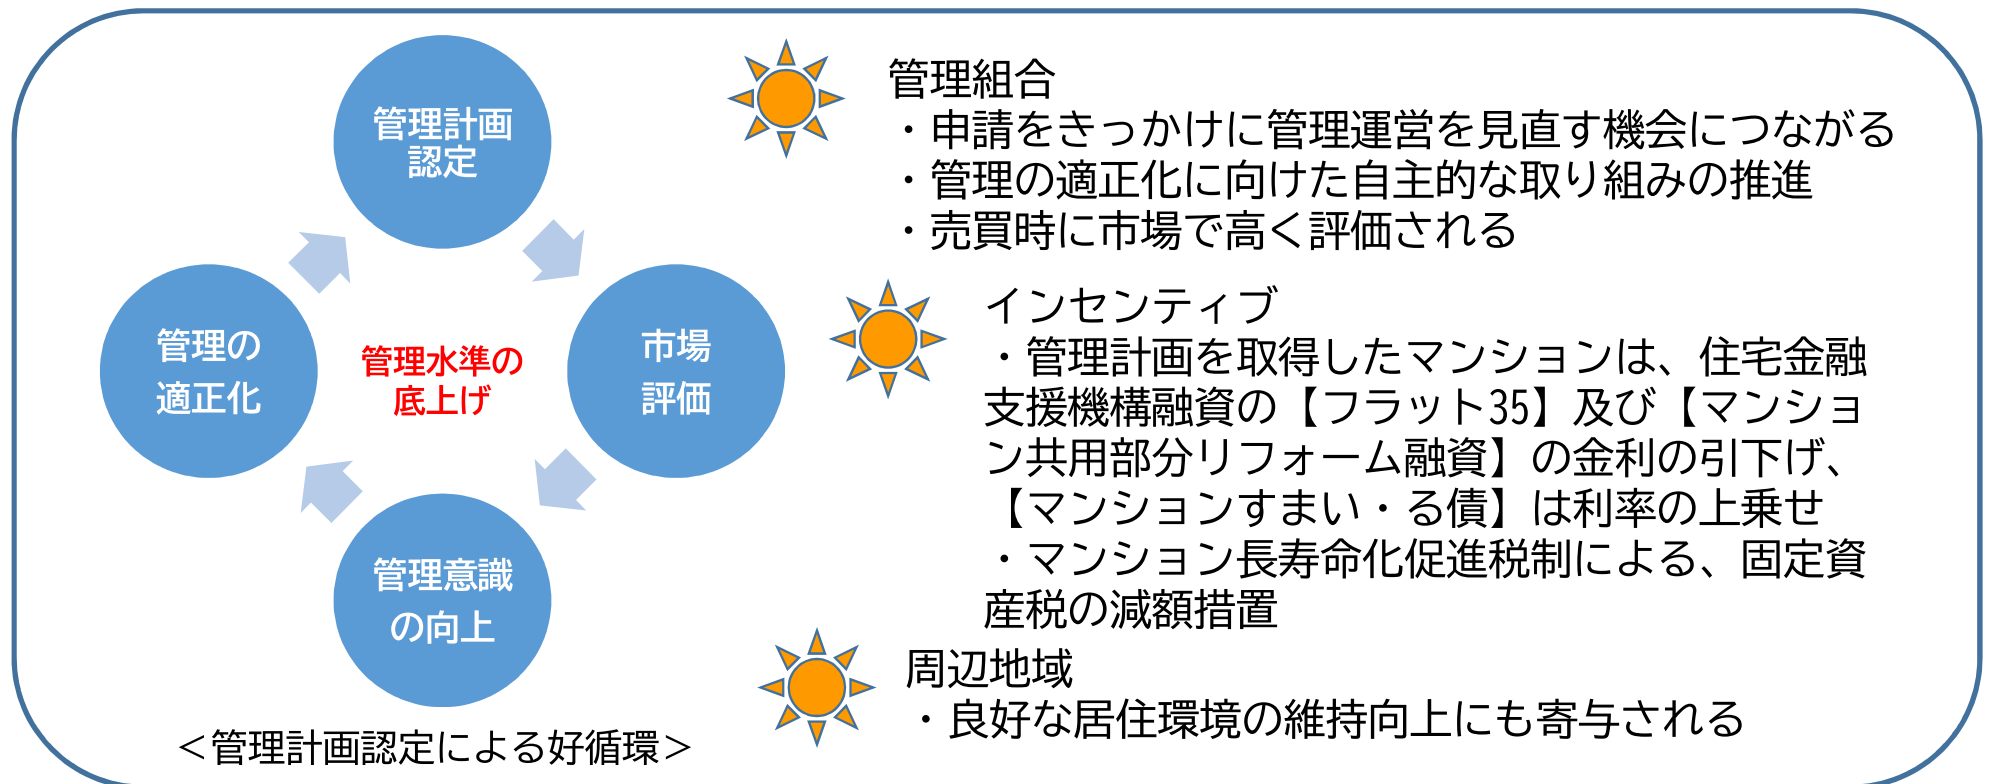 管理計画
認定
市場
評価
管理意識
の向上
管理の
適正化
管理水準の
底上げ
＜管理計画認定による好循環＞
管理組合
・申請をきっかけに管理運営を見直す機会につながる
・管理の適正化に向けた自主的な取り組みの推進
・売買時に市場で高く評価される
インセンティブ
・管理計画を取得したマンションは、住宅金融
支援機構融資の【フラット35】及び【マンショ
ン共用部分リフォーム融資】の金利の引下げ、
【マンションすまい・る債】は利率の上乗せ
・マンション長寿命化促進税制による、固定資
産税の減額措置
周辺地域
・良好な居住環境の維持向上にも寄与される